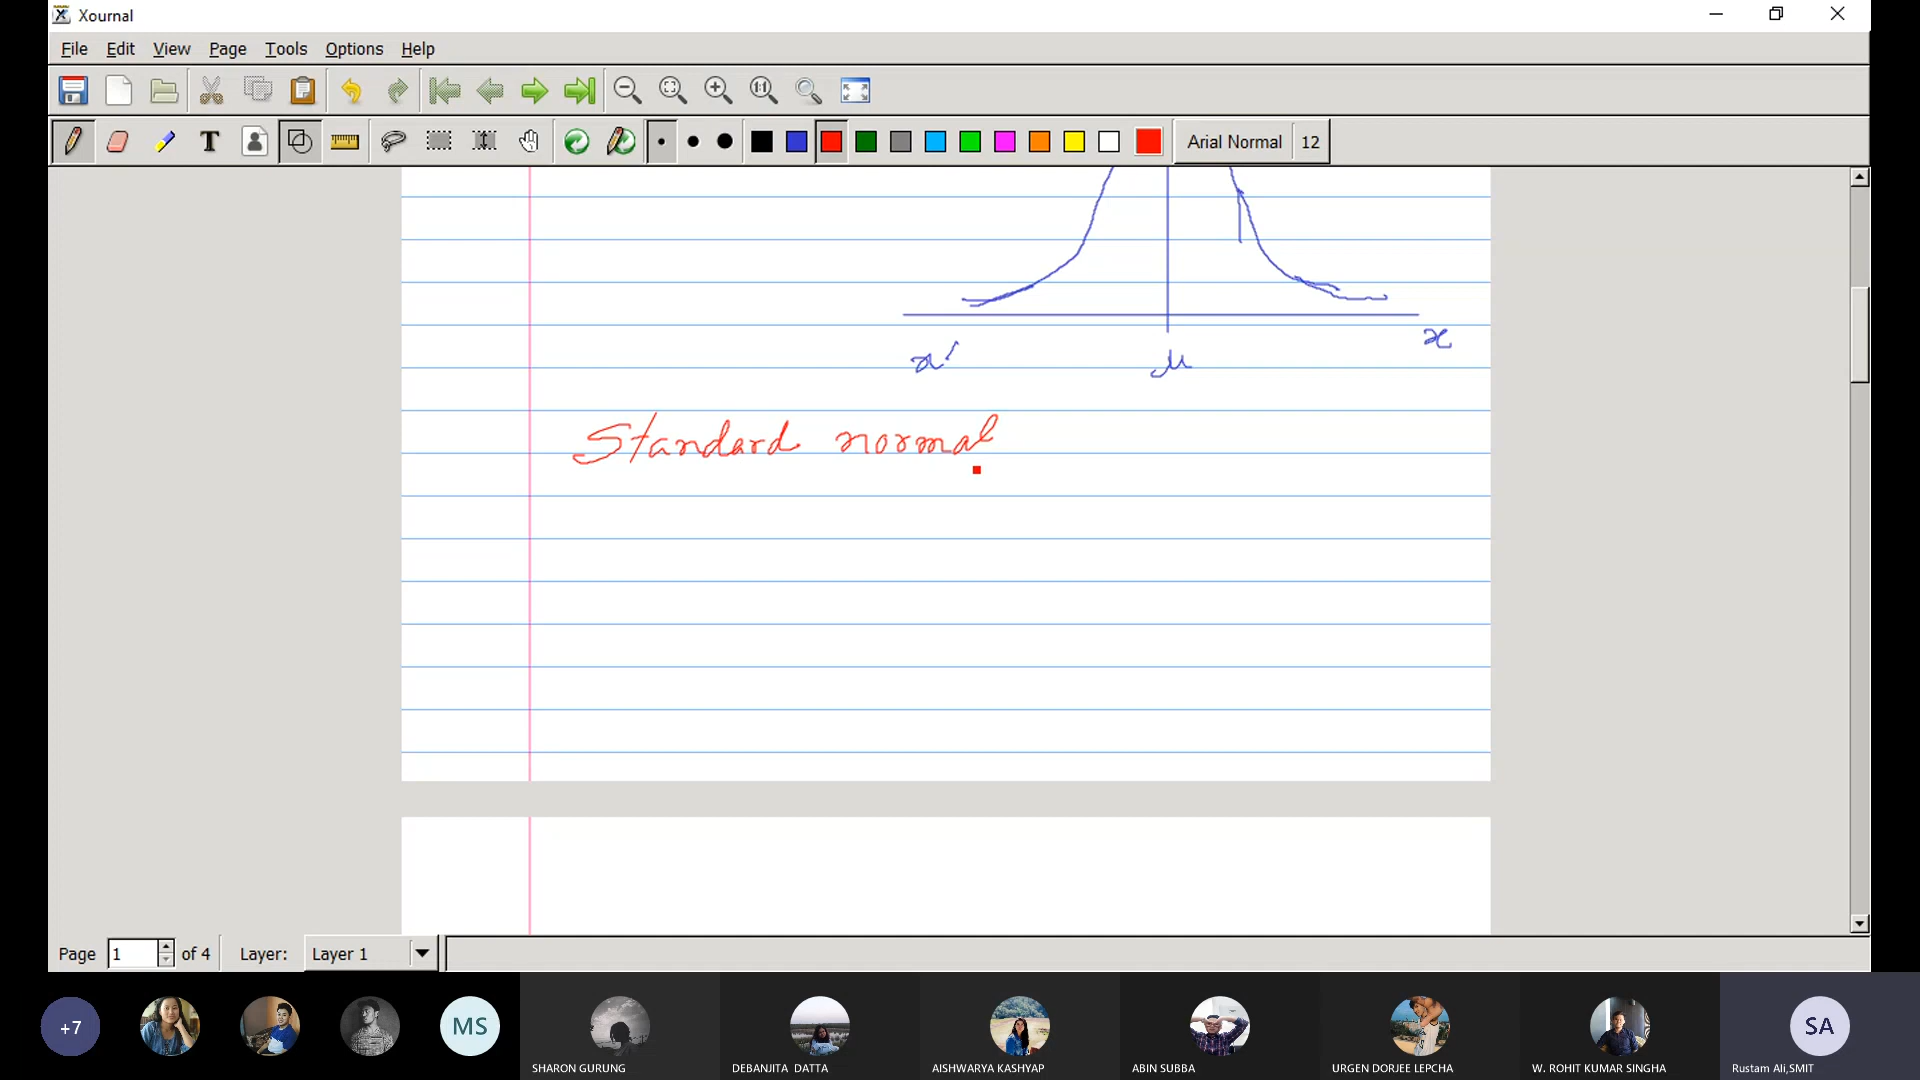 Xournal
File Edit View Page Tools Options Help
T 1:1 Arial Normal 12
x' μ x
Standard normal
Page 1 of 4 Layer: Layer 1
+7 MS SA
SHARON GURUNG DEBANJITA DATTA AISHWARYA KASHYAP ABIN SUBBA URGEN DORJEE LEPCHA W. ROHIT KUMAR SINGHA Rustam Ali,SMIT